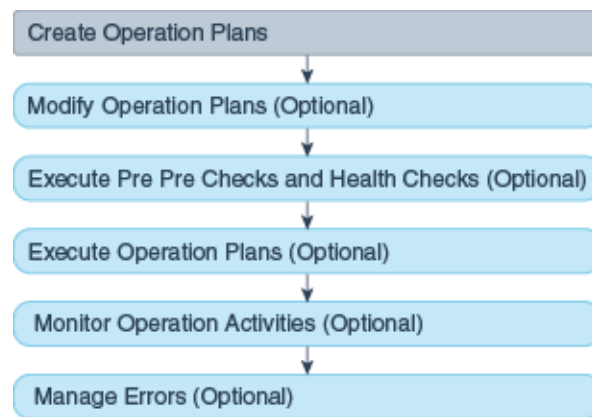 Create Operation Plans
Modify Operation Plans (Optional)
Execute Pre Pre Checks and Health Checks (Optional)
Execute Operation Plans (Optional)
Monitor Operation Activities (Optional)
Manage Errors (Optional)